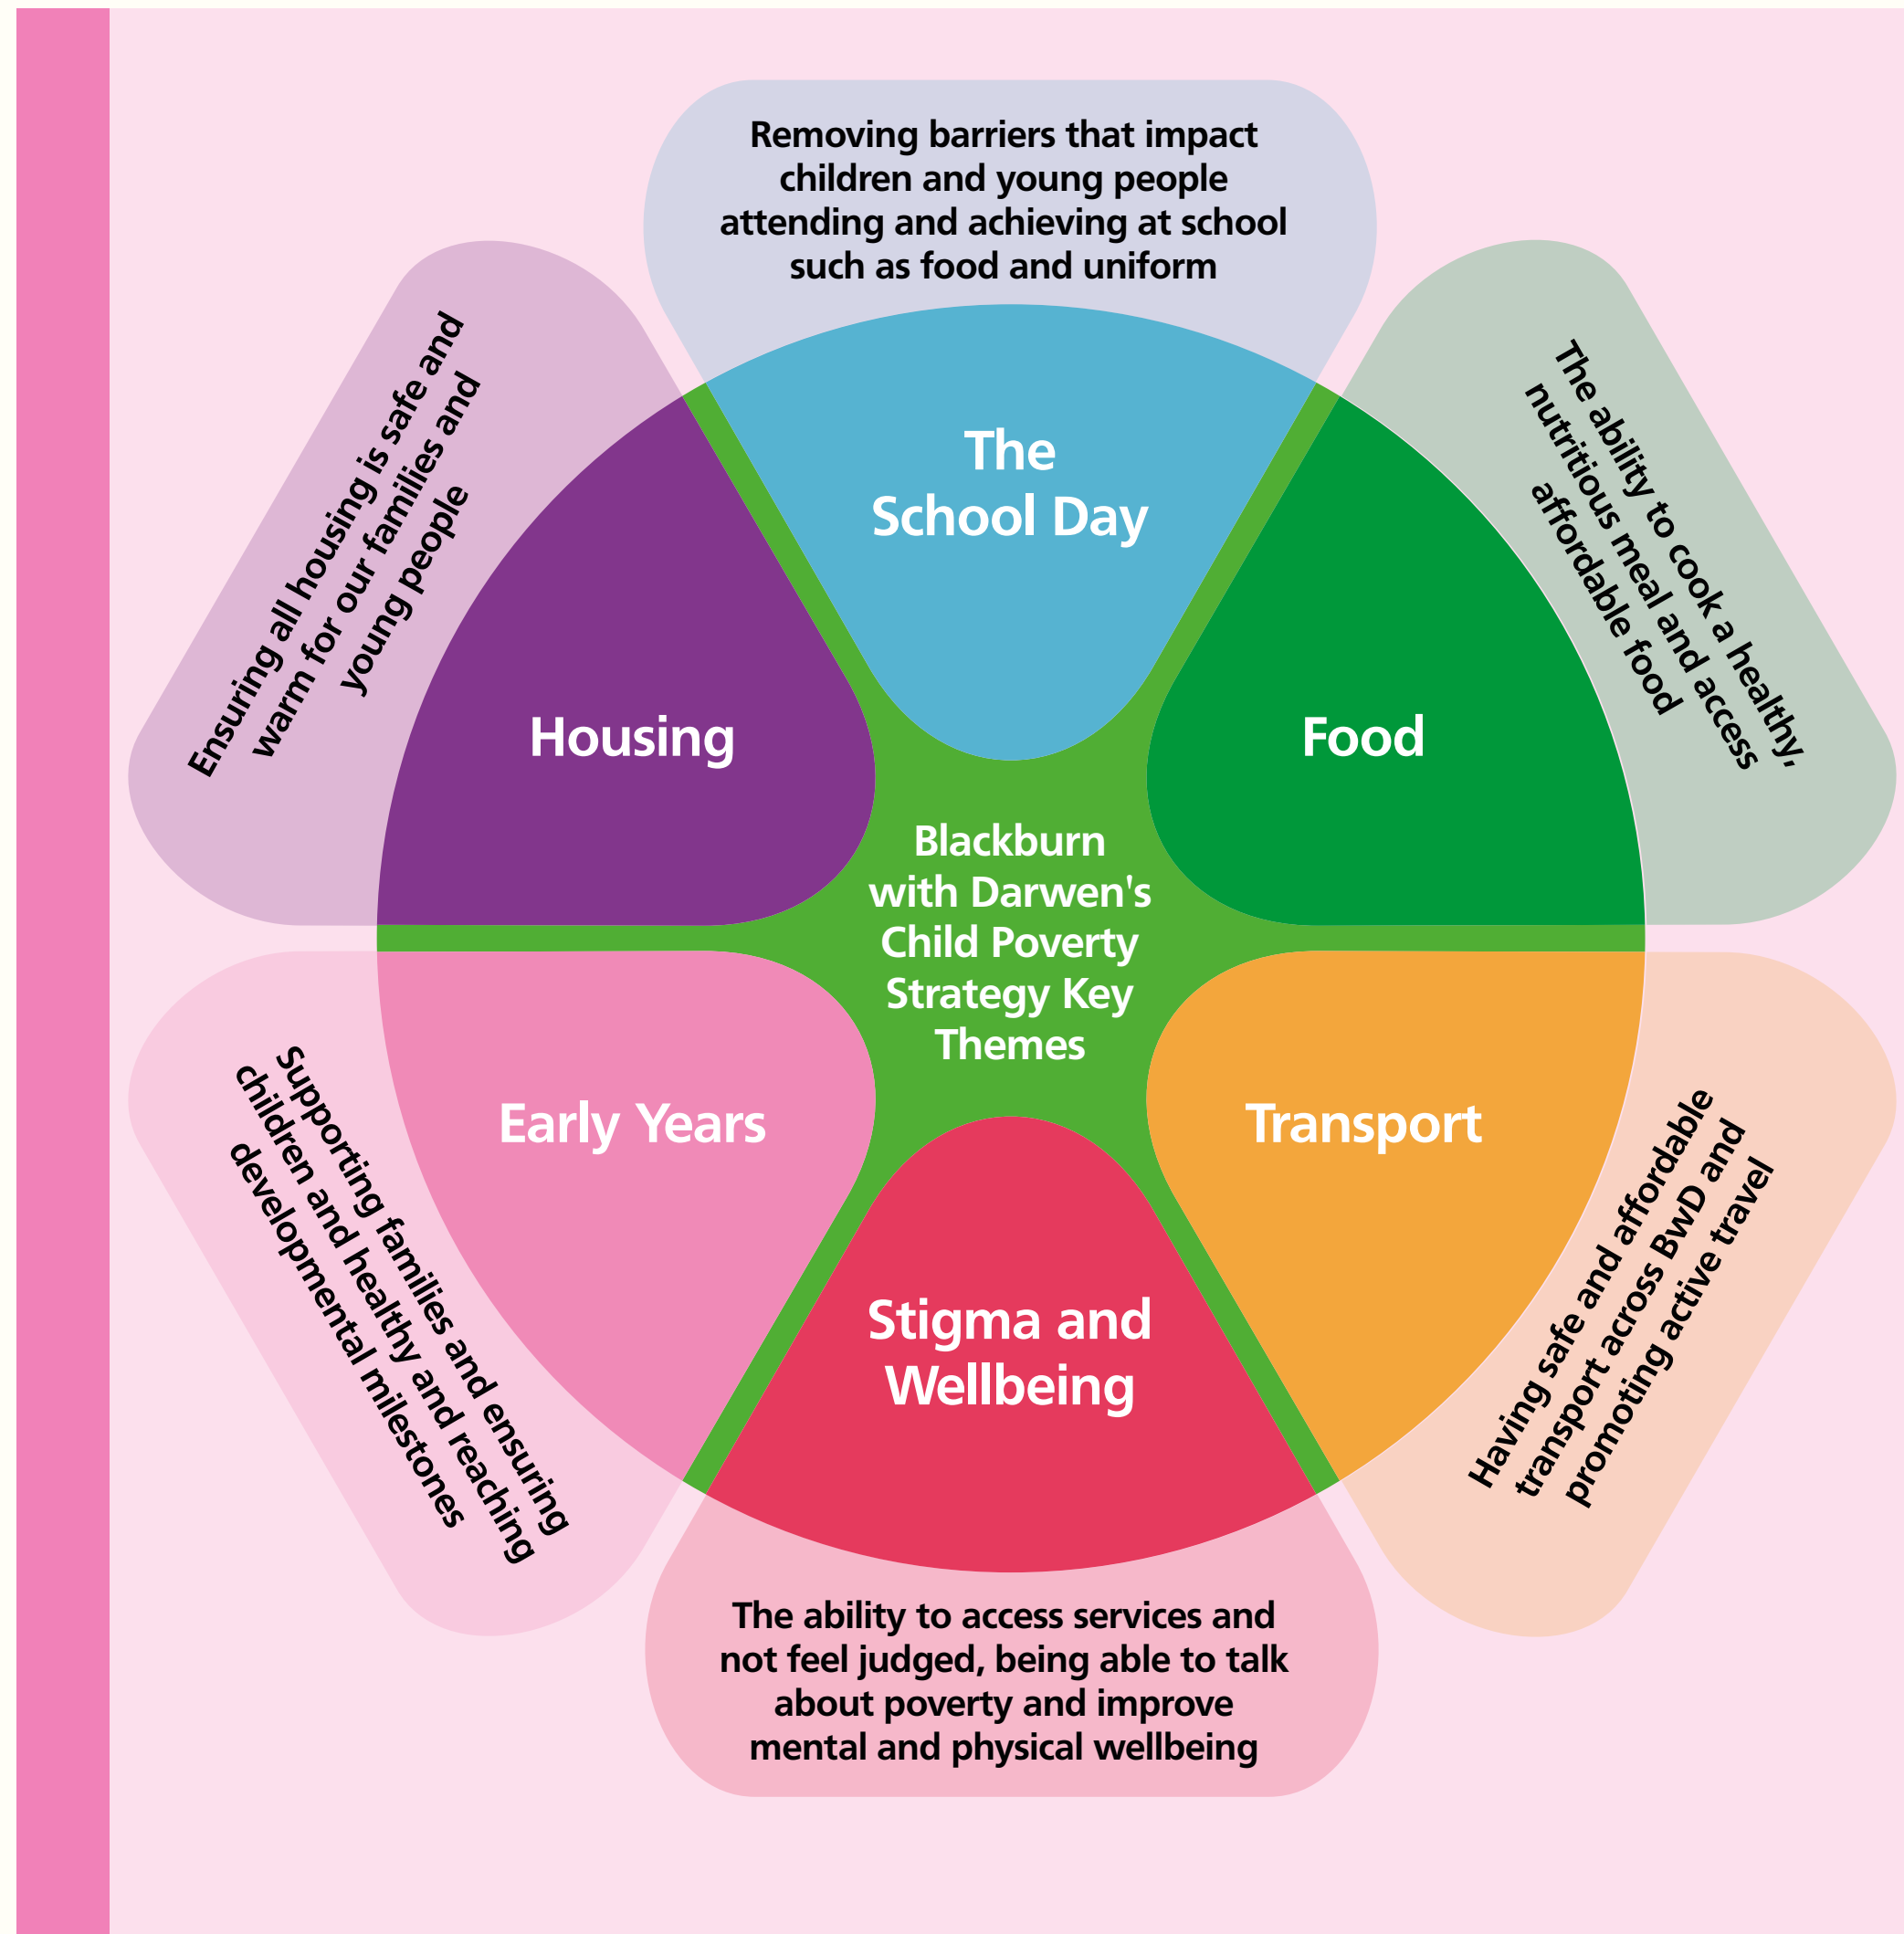 Removing barriers that impact
children and young people
attending and achieving at school
such as food and uniform
The
School Day
The ability to cook a healthy,
nutritious meal and access
affordable food
Food
Having safe and affordable
transport across BwD and
promoting active travel
Transport
Stigma and
Wellbeing
The ability to access services and
not feel judged, being able to talk
about poverty and improve
mental and physical wellbeing
Early Years
Supporting families and ensuring
children and healthy and reaching
developmental milestones
Housing
Ensuring all housing is safe and
warm for our families and
young people
Blackburn
with Darwen's
Child Poverty
Strategy Key
Themes